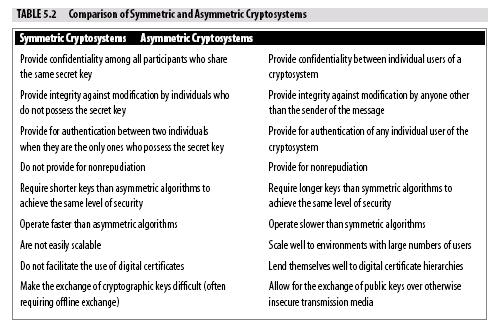 TABLE 5.2 Comparison of Symmetric and Asymmetric Cryptosystems
Symmetric Cryptosystems Asymmetric Cryptosystems
Provide confidentiality among all participants who share
the same secret key
Provide confidentiality between individual users of a
cryptosystem
Provide integrity against modification by individuals who
do not possess the secret key
Provide integrity against modification by anyone other
than the sender of the message
Provide for authentication between two individuals
when they are the only ones who possess the secret key
Provide for authentication of any individual user of the
cryptosystem
Do not provide for nonrepudiation
Provide for nonrepudiation
Require shorter keys than asymmetric algorithms to
achieve the same level of security
Require longer keys than symmetric algorithms to
achieve the same level of security
Operate faster than asymmetric algorithms
Operate slower than symmetric algorithms
Are not easily scalable
Scale well to environments with large numbers of users
Do not facilitate the use of digital certificates
Lend themselves well to digital certificate hierarchies
Make the exchange of cryptographic keys difficult (often
requiring offline exchange)
Allow for the exchange of public keys over otherwise
insecure transmission media